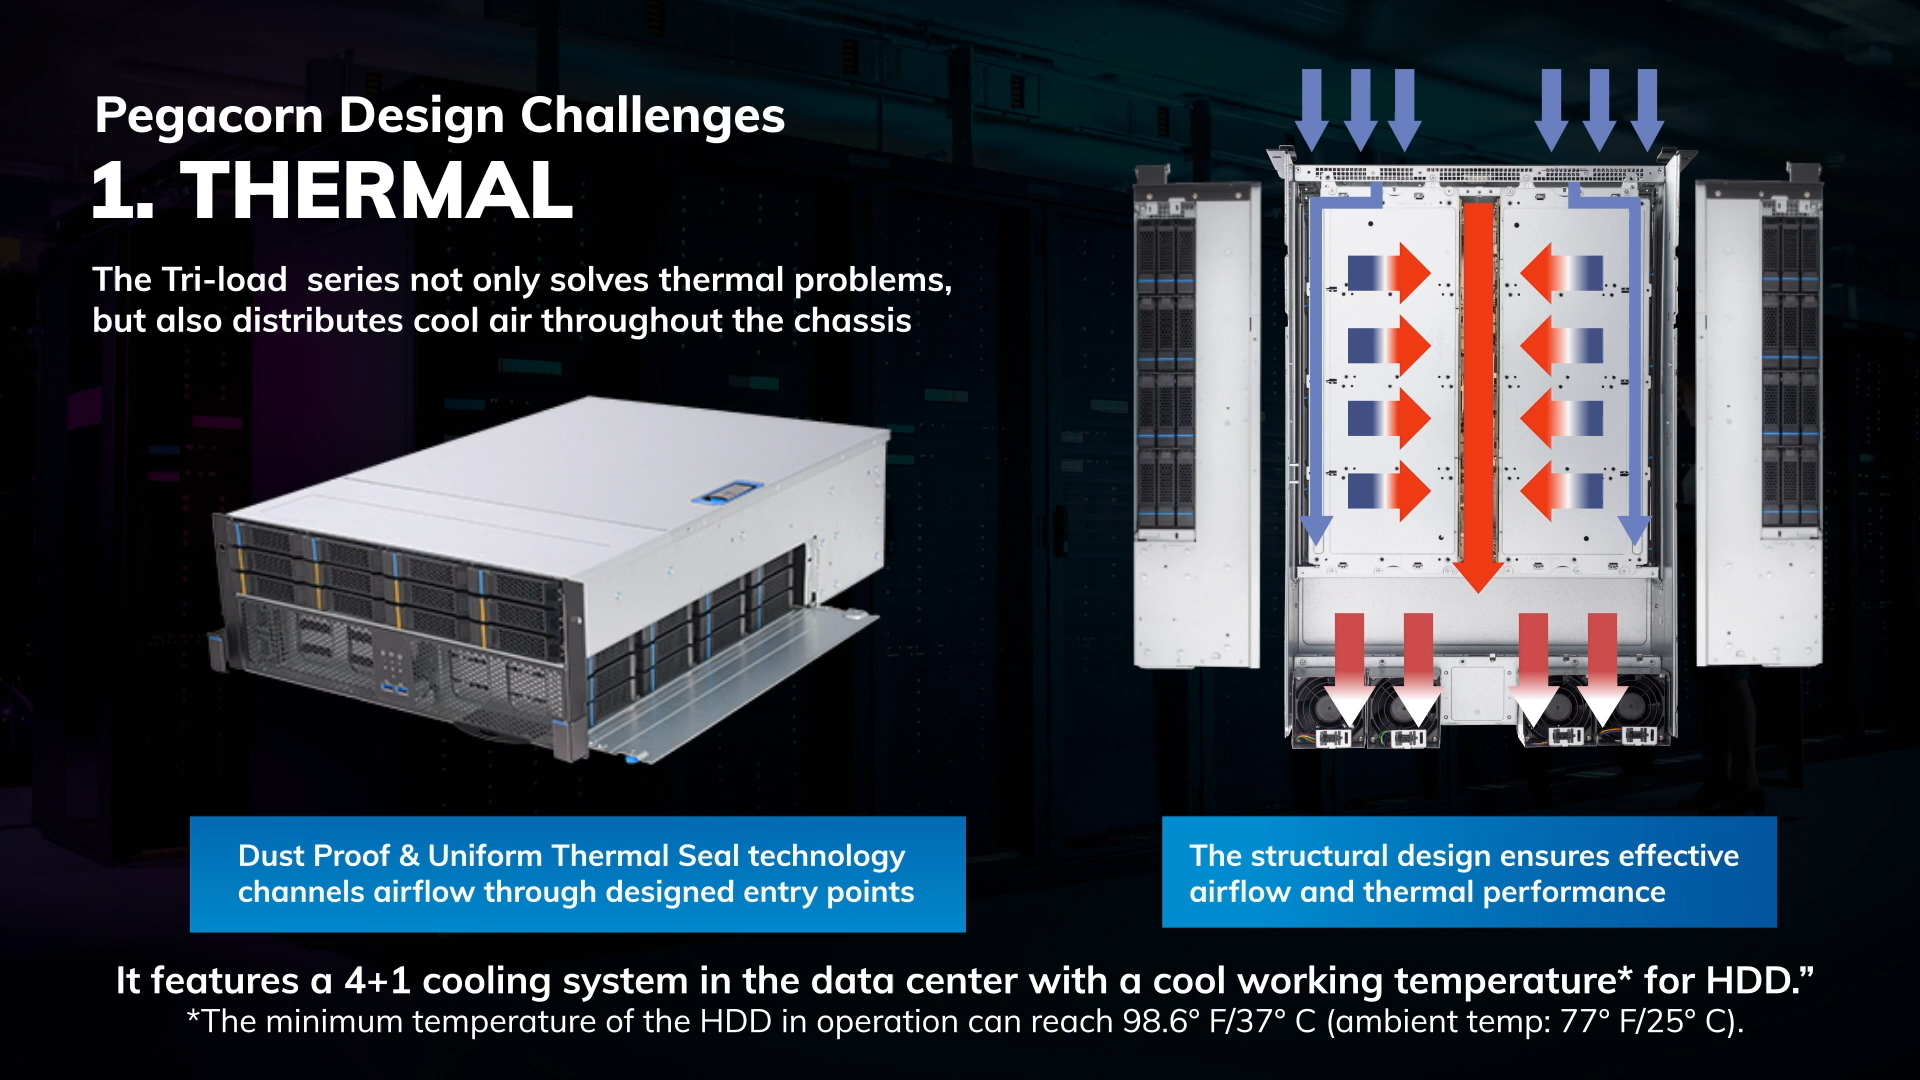 Pegacorn Design Challenges
1. THERMAL
The Tri-load  series not only solves thermal problems,
but also distributes cool air throughout the chassis
Dust Proof & Uniform Thermal Seal technology
channels airflow through designed entry points
The structural design ensures effective
airflow and thermal performance
It features a 4+1 cooling system in the data center with a cool working temperature* for HDD.”
*The minimum temperature of the HDD in operation can reach 98.6° F/37° C (ambient temp: 77° F/25° C).